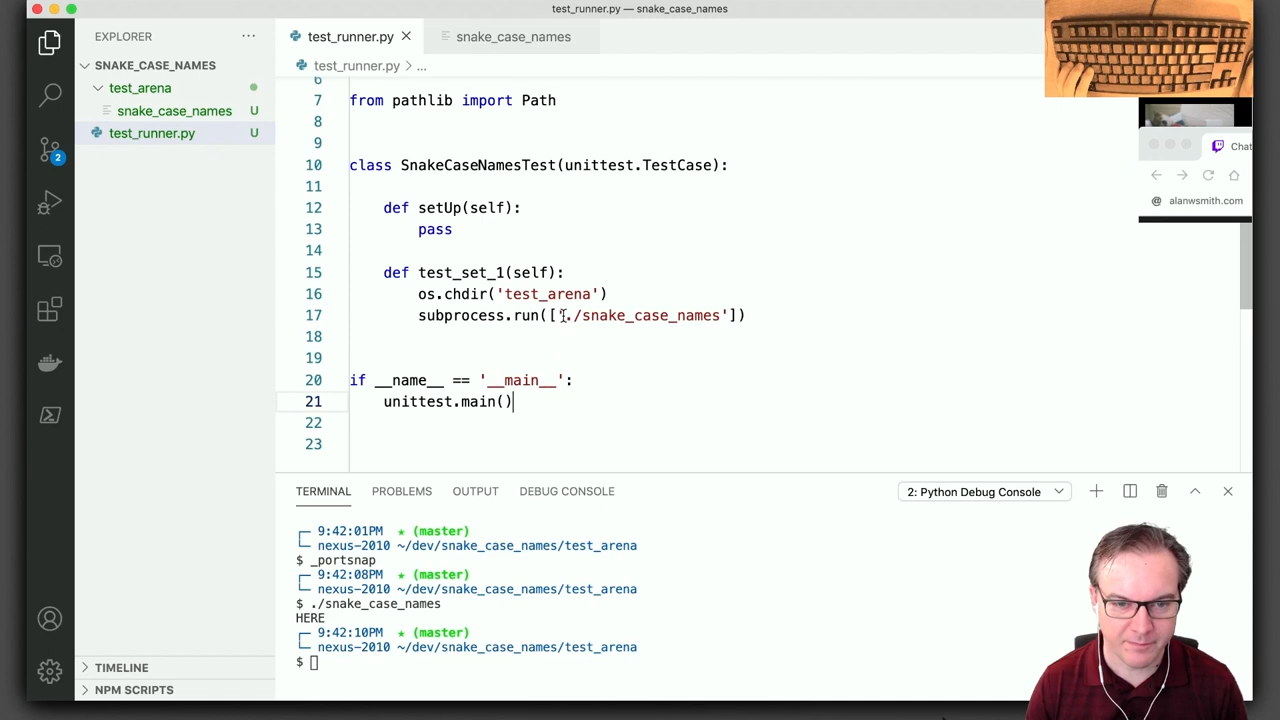 test_runner.py — snake_case_names
EXPLORER ···
SNAKE_CASE_NAMES
test_arena
snake_case_names U
test_runner.py U
2
TIMELINE
NPM SCRIPTS
test_runner.py
snake_case_names
test_runner.py > ...
6
7 from pathlib import Path
8
9
10 class SnakeCaseNamesTest(unittest.TestCase):
11
12 def setUp(self):
13 pass
14
15 def test_set_1(self):
16 os.chdir('test_arena')
17 subprocess.run(['./snake_case_names'])
18
19
20 if __name__ == '__main__':
21 unittest.main()
22
23
TERMINAL PROBLEMS OUTPUT DEBUG CONSOLE 2: Python Debug Console
9:42:01PM ★ (master)
nexus-2010 ~/dev/snake_case_names/test_arena
$ _portsnap
9:42:08PM ★ (master)
nexus-2010 ~/dev/snake_case_names/test_arena
$ ./snake_case_names
HERE
9:42:10PM ★ (master)
nexus-2010 ~/dev/snake_case_names/test_arena
$
Chat
@ alanwsmith.com